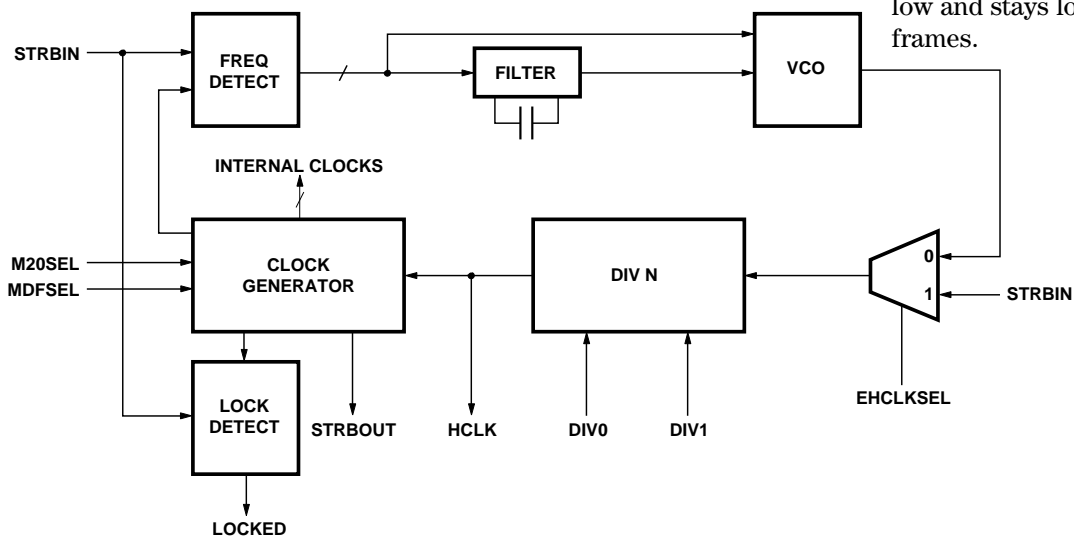 low and stays lo
frames.
STRBIN
FREQ
DETECT
FILTER
VCO
INTERNAL CLOCKS
M20SEL
MDFSEL
CLOCK
GENERATOR
DIV N
0
1
STRBIN
EHCLKSEL
LOCK
DETECT
STRBOUT
HCLK
DIV0
DIV1
LOCKED